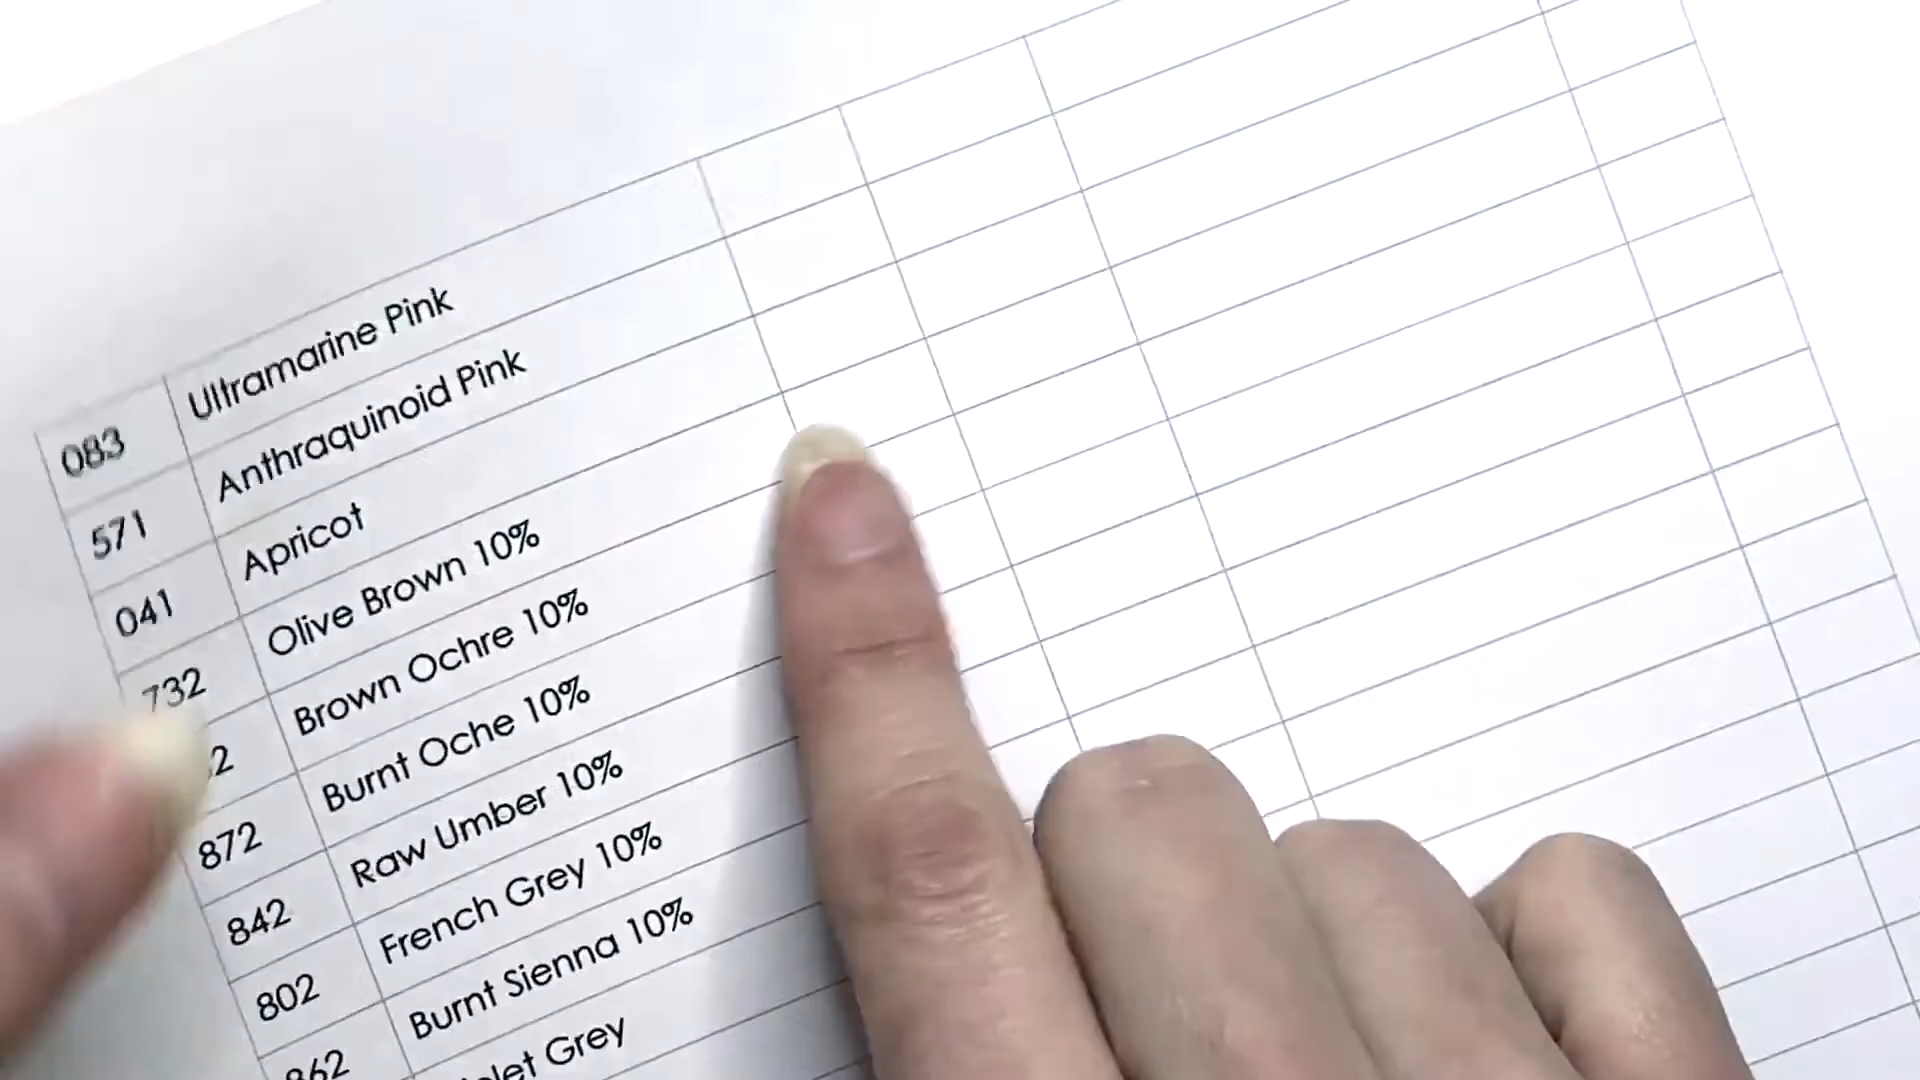 083 Ultramarine Pink
571 Anthraquinoid Pink
041 Apricot
732 Olive Brown 10%
Brown Ochre 10%
872 Burnt Oche 10%
842 Raw Umber 10%
802 French Grey 10%
862 Burnt Sienna 10%
Grey